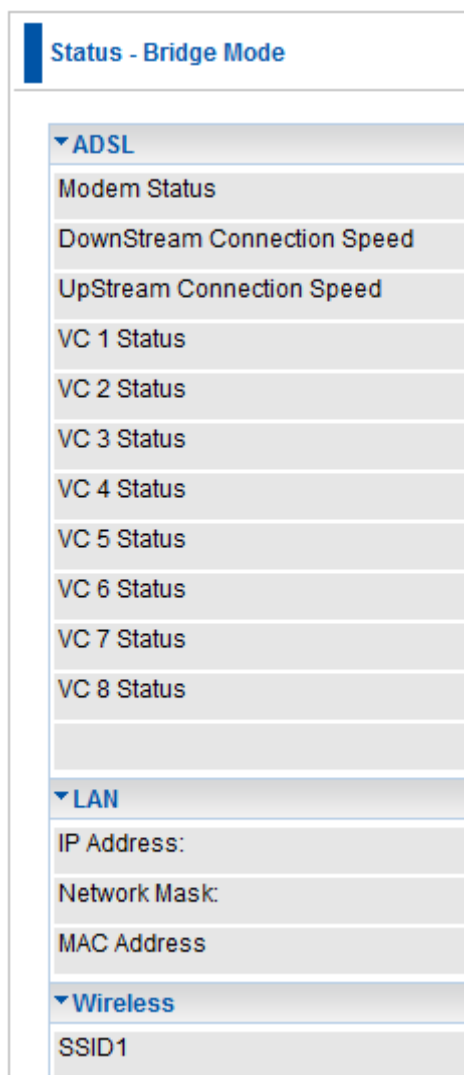 Status - Bridge Mode
ADSL
Modem Status
DownStream Connection Speed
UpStream Connection Speed
VC 1 Status
VC 2 Status
VC 3 Status
VC 4 Status
VC 5 Status
VC 6 Status
VC 7 Status
VC 8 Status
LAN
IP Address:
Network Mask:
MAC Address
Wireless
SSID1